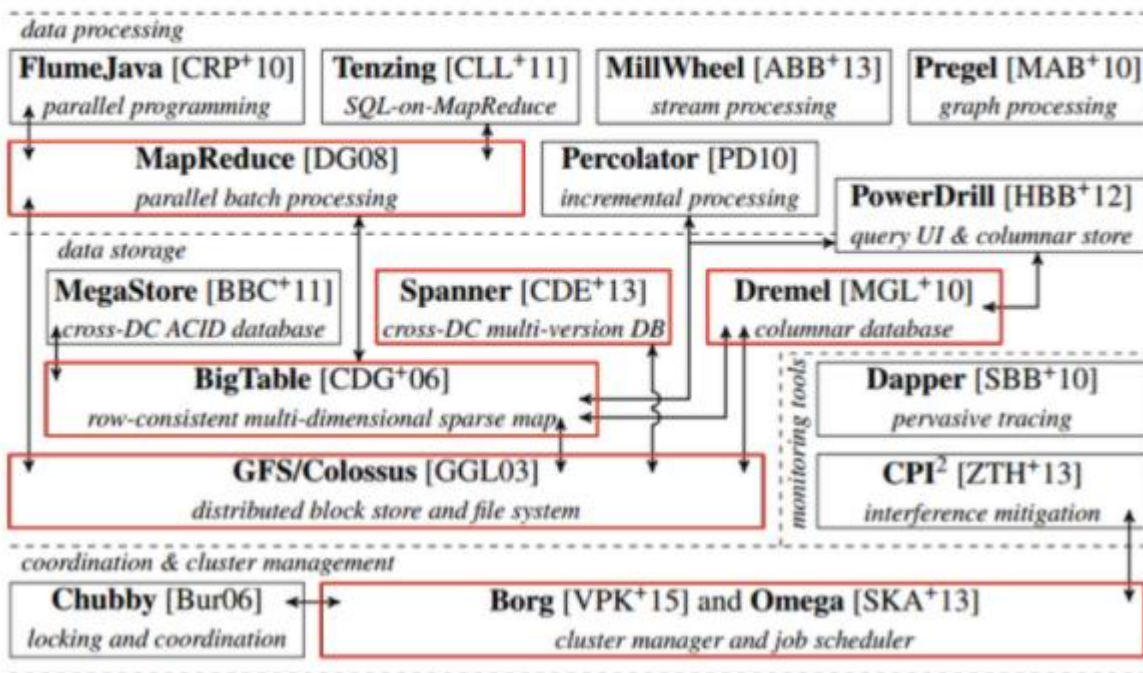 data processing
FlumeJava [CRP+10]
parallel programming
Tenzing [CLL+11]
SQL-on-MapReduce
MillWheel [ABB+13]
stream processing
Pregel [MAB+10]
graph processing
MapReduce [DG08]
parallel batch processing
Percolator [PD10]
incremental processing
PowerDrill [HBB+12]
query UI & columnar store
data storage
MegaStore [BBC+11]
cross-DC ACID database
Spanner [CDE+13]
cross-DC multi-version DB
Dremel [MGL+10]
columnar database
BigTable [CDG+06]
row-consistent multi-dimensional sparse map
GFS/Colossus [GGL03]
distributed block store and file system
monitoring tools
Dapper [SBB+10]
pervasive tracing
CPI2 [ZTH+13]
interference mitigation
coordination & cluster management
Chubby [Bur06]
locking and coordination
Borg [VPK+15] and Omega [SKA+13]
cluster manager and job scheduler